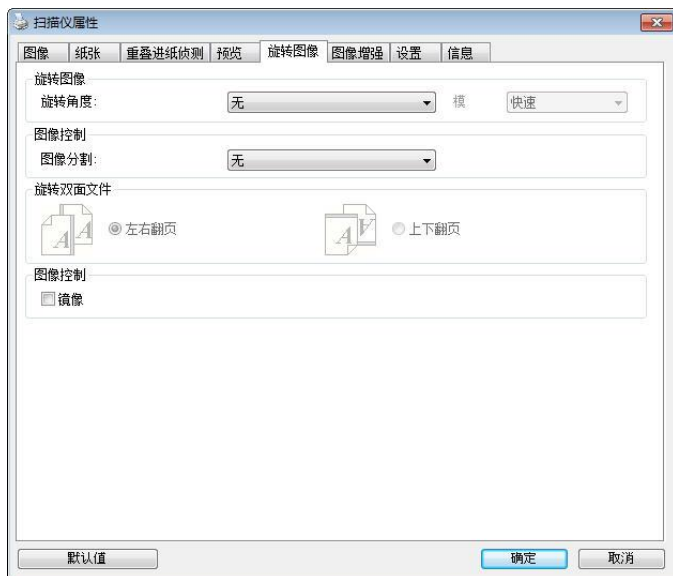 扫描仪属性
图像 纸张 重叠进纸侦测 预览 旋转图像 图像增强 设置 信息
旋转图像
旋转角度: 无 模 快速
图像控制
图像分割: 无
旋转双面文件
A A 左右翻页 A A 上下翻页
图像控制
镜像
默认值 确定 取消